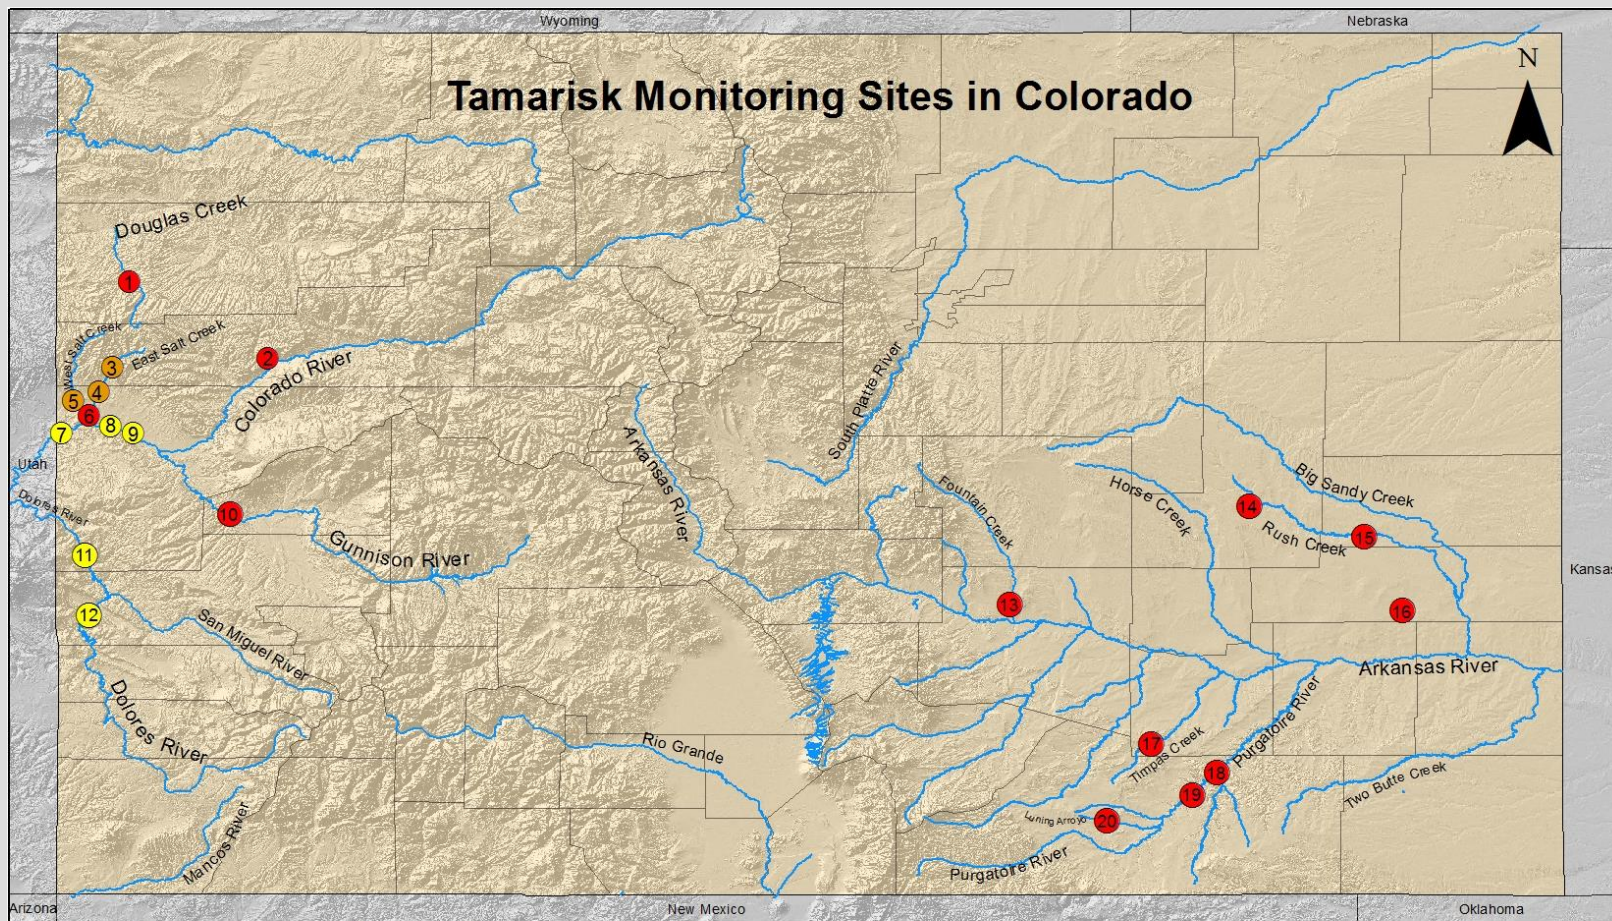 Wyoming
Nebraska
N
Tamarisk Monitoring Sites in Colorado
Douglas Creek
1
West Salt Creek
East Salt Creek
2
3
Colorado River
4
5
6
7
8
9
South Platte River
Utah
Arkansas River
Dolores River
10
Gunnison River
Fountain Creek
Horse Creek
Big Sandy Creek
14
Rush Creek
15
11
Kansas
12
13
16
San Miguel River
Arkansas River
Dolores River
Rio Grande
17
Timpas Creek
Purgatoire River
18
19
Two Butte Creek
Luning Arroyo
20
Mancos River
Purgatoire River
Arizona
New Mexico
Oklahoma